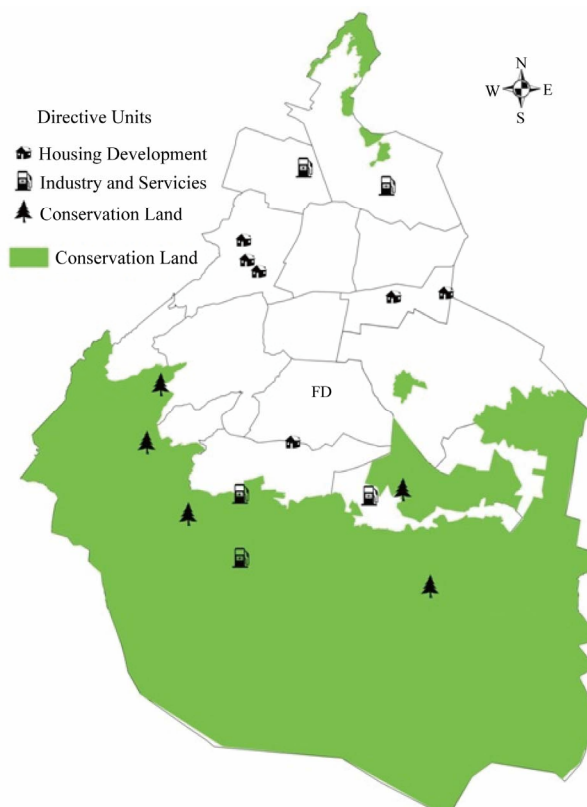 N
W E
S
Directive Units
Housing Development
Industry and Servicies
Conservation Land
Conservation Land
FD